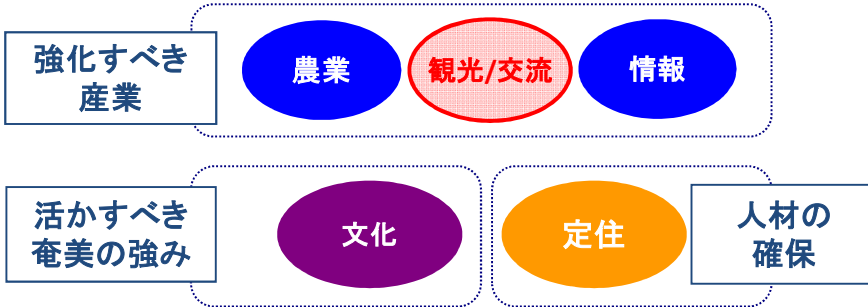 強化すべき
産業
農業
観光/交流
情報
活かすべき
奄美の強み
文化
定住
人材の
確保